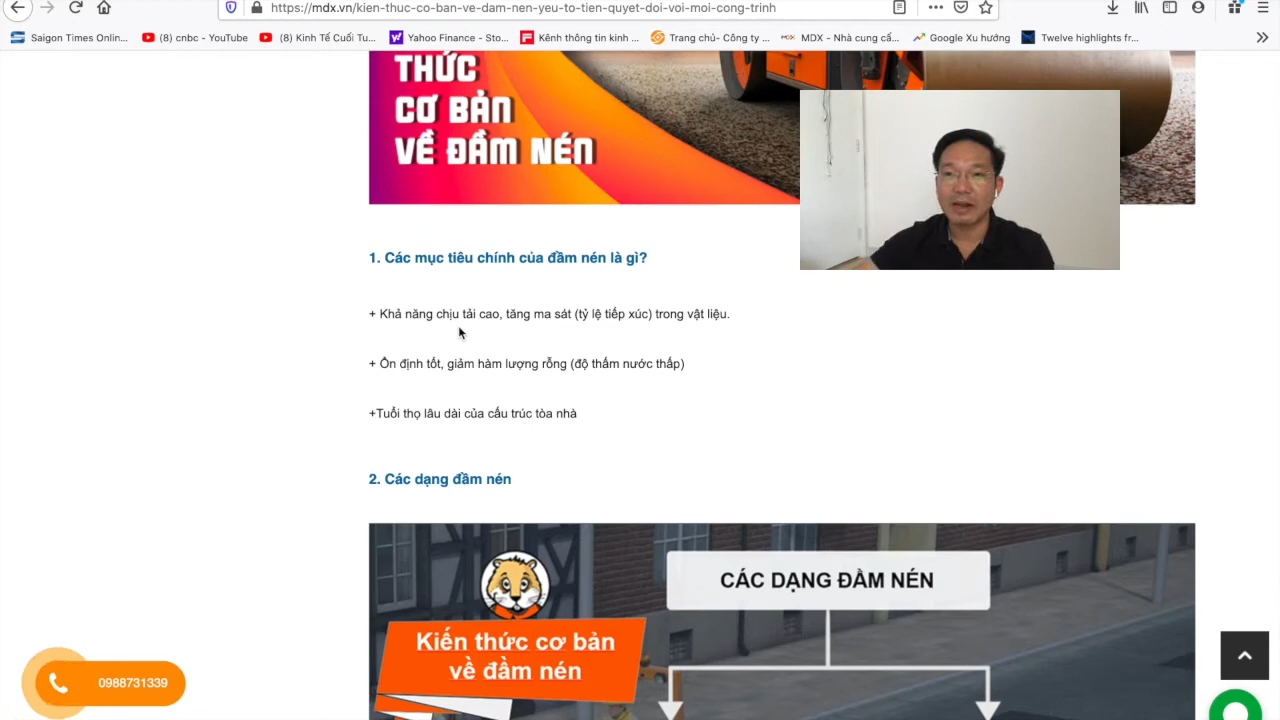 https://mdx.vn/kien-thuc-co-ban-ve-dam-nen-yeu-to-tien-quyet-doi-voi-moi-cong-trinh
Saigon Times Onlin...
(8) cnbc - YouTube
(8) Kinh Tế Cuối Tu...
Yahoo Finance - Sto...
Kênh thông tin kinh ...
Trang chủ- Công ty ...
MDX - Nhà cung cấ...
Google Xu hướng
Twelve highlights fr...
THỨC
CƠ BẢN
VỀ ĐẦM NÉN
1. Các mục tiêu chính của đầm nén là gì?
+ Khả năng chịu tải cao, tăng ma sát (tỷ lệ tiếp xúc) trong vật liệu.
+ Ổn định tốt, giảm hàm lượng rỗng (độ thấm nước thấp)
+Tuổi thọ lâu dài của cấu trúc tòa nhà
2. Các dạng đầm nén
CÁC DẠNG ĐẦM NÉN
Kiến thức cơ bản
về đầm nén
0988731339